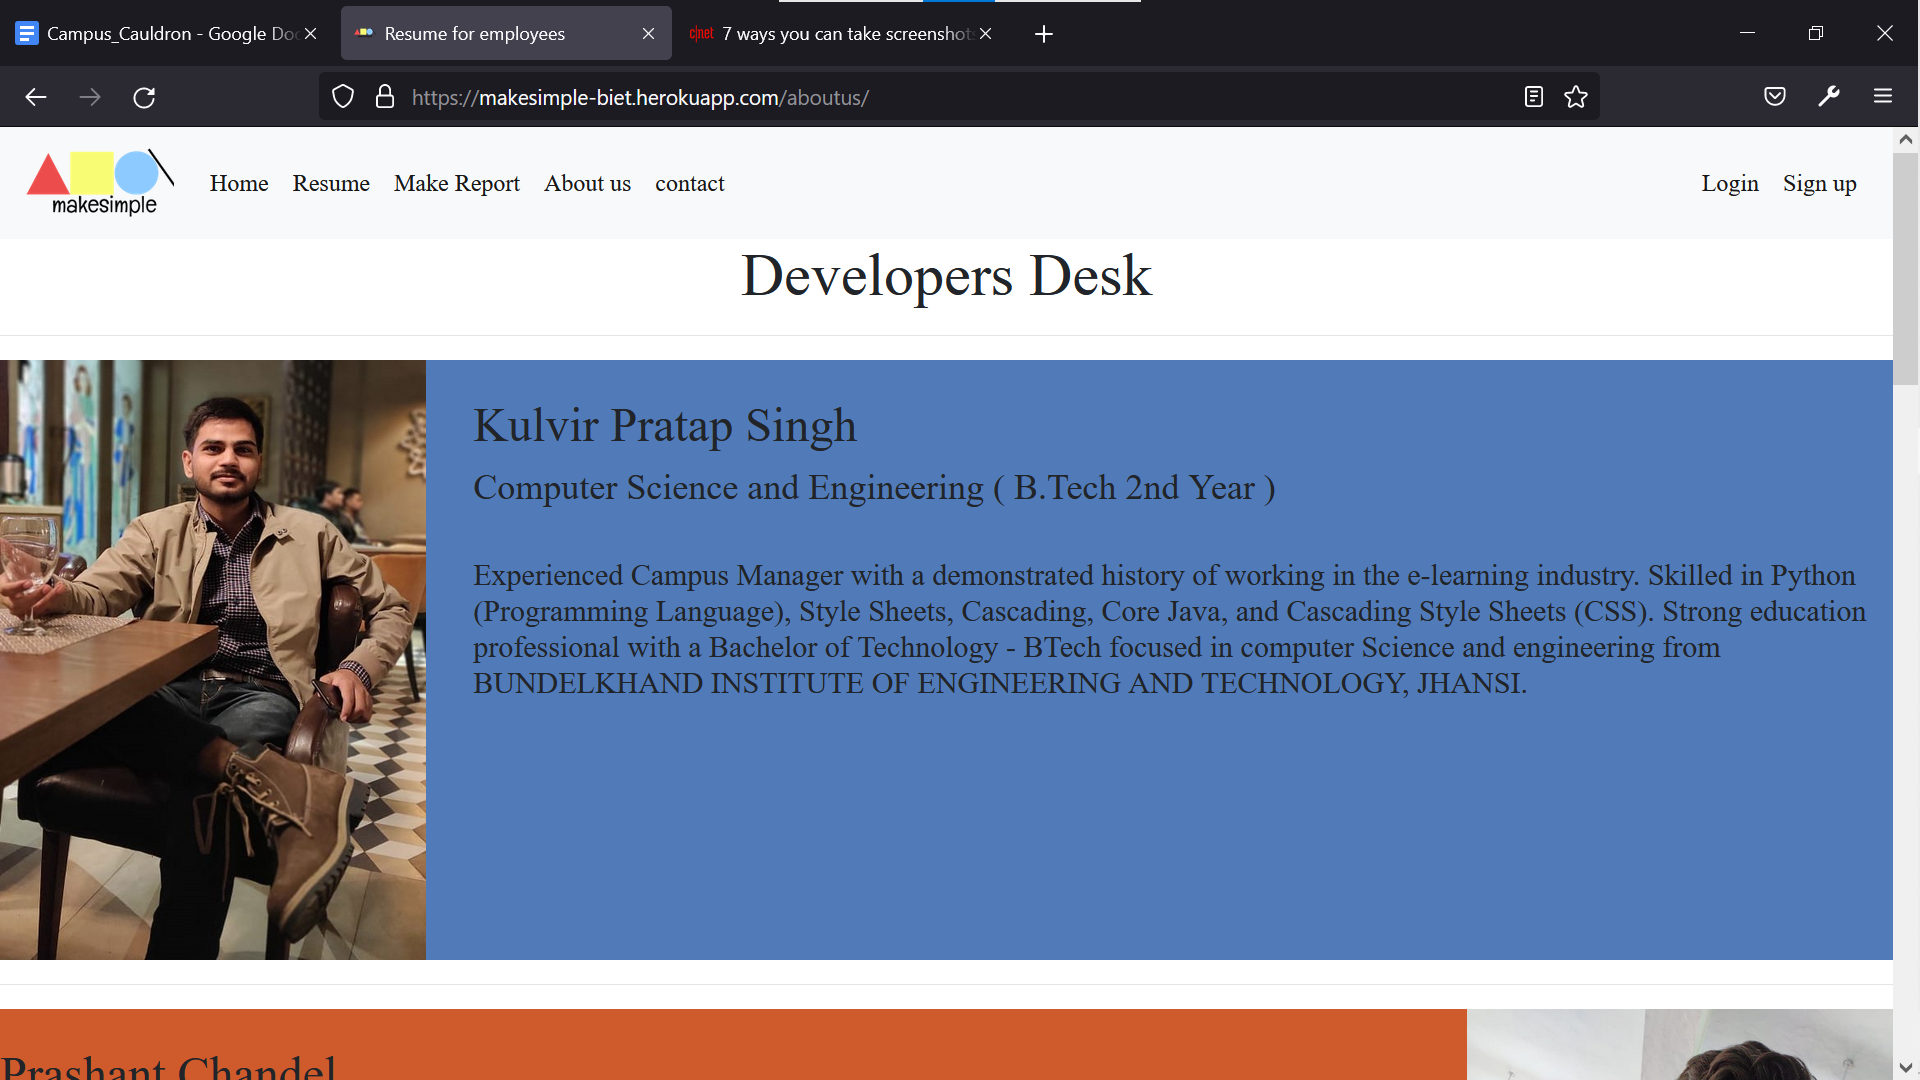 Campus_Cauldron - Google Doc
Resume for employees
c|net 7 ways you can take screenshots
https://makesimple-biet.herokuapp.com/aboutus/
makesimple
Home Resume Make Report About us contact
Login Sign up
Developers Desk
Kulvir Pratap Singh
Computer Science and Engineering ( B.Tech 2nd Year )
Experienced Campus Manager with a demonstrated history of working in the e-learning industry. Skilled in Python
(Programming Language), Style Sheets, Cascading, Core Java, and Cascading Style Sheets (CSS). Strong education
professional with a Bachelor of Technology - BTech focused in computer Science and engineering from
BUNDELKHAND INSTITUTE OF ENGINEERING AND TECHNOLOGY, JHANSI.
Prashant Chandel